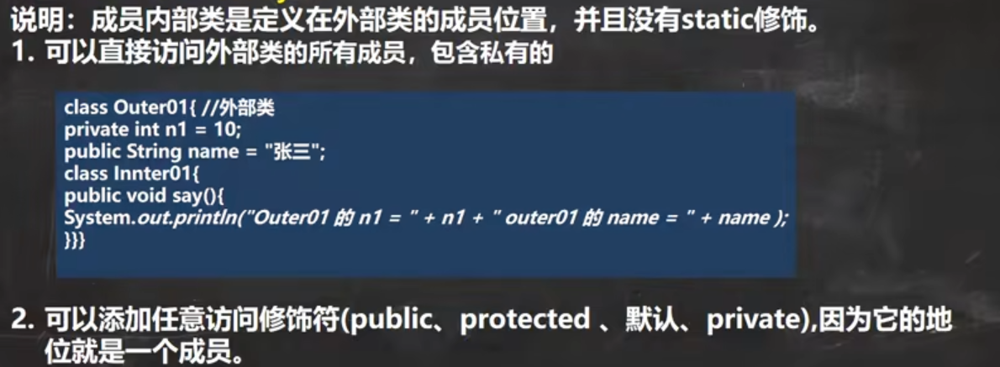 说明：成员内部类是定义在外部类的成员位置，并且没有static修饰。
1. 可以直接访问外部类的所有成员，包含私有的
class Outer01{ //外部类
private int n1 = 10;
public String name = "张三";
class Innter01{
public void say(){
System.out.println("Outer01 的 n1 = " + n1 + " outer01 的 name = " + name );
}}}
2. 可以添加任意访问修饰符(public、protected 、默认、private),因为它的地
位就是一个成员。